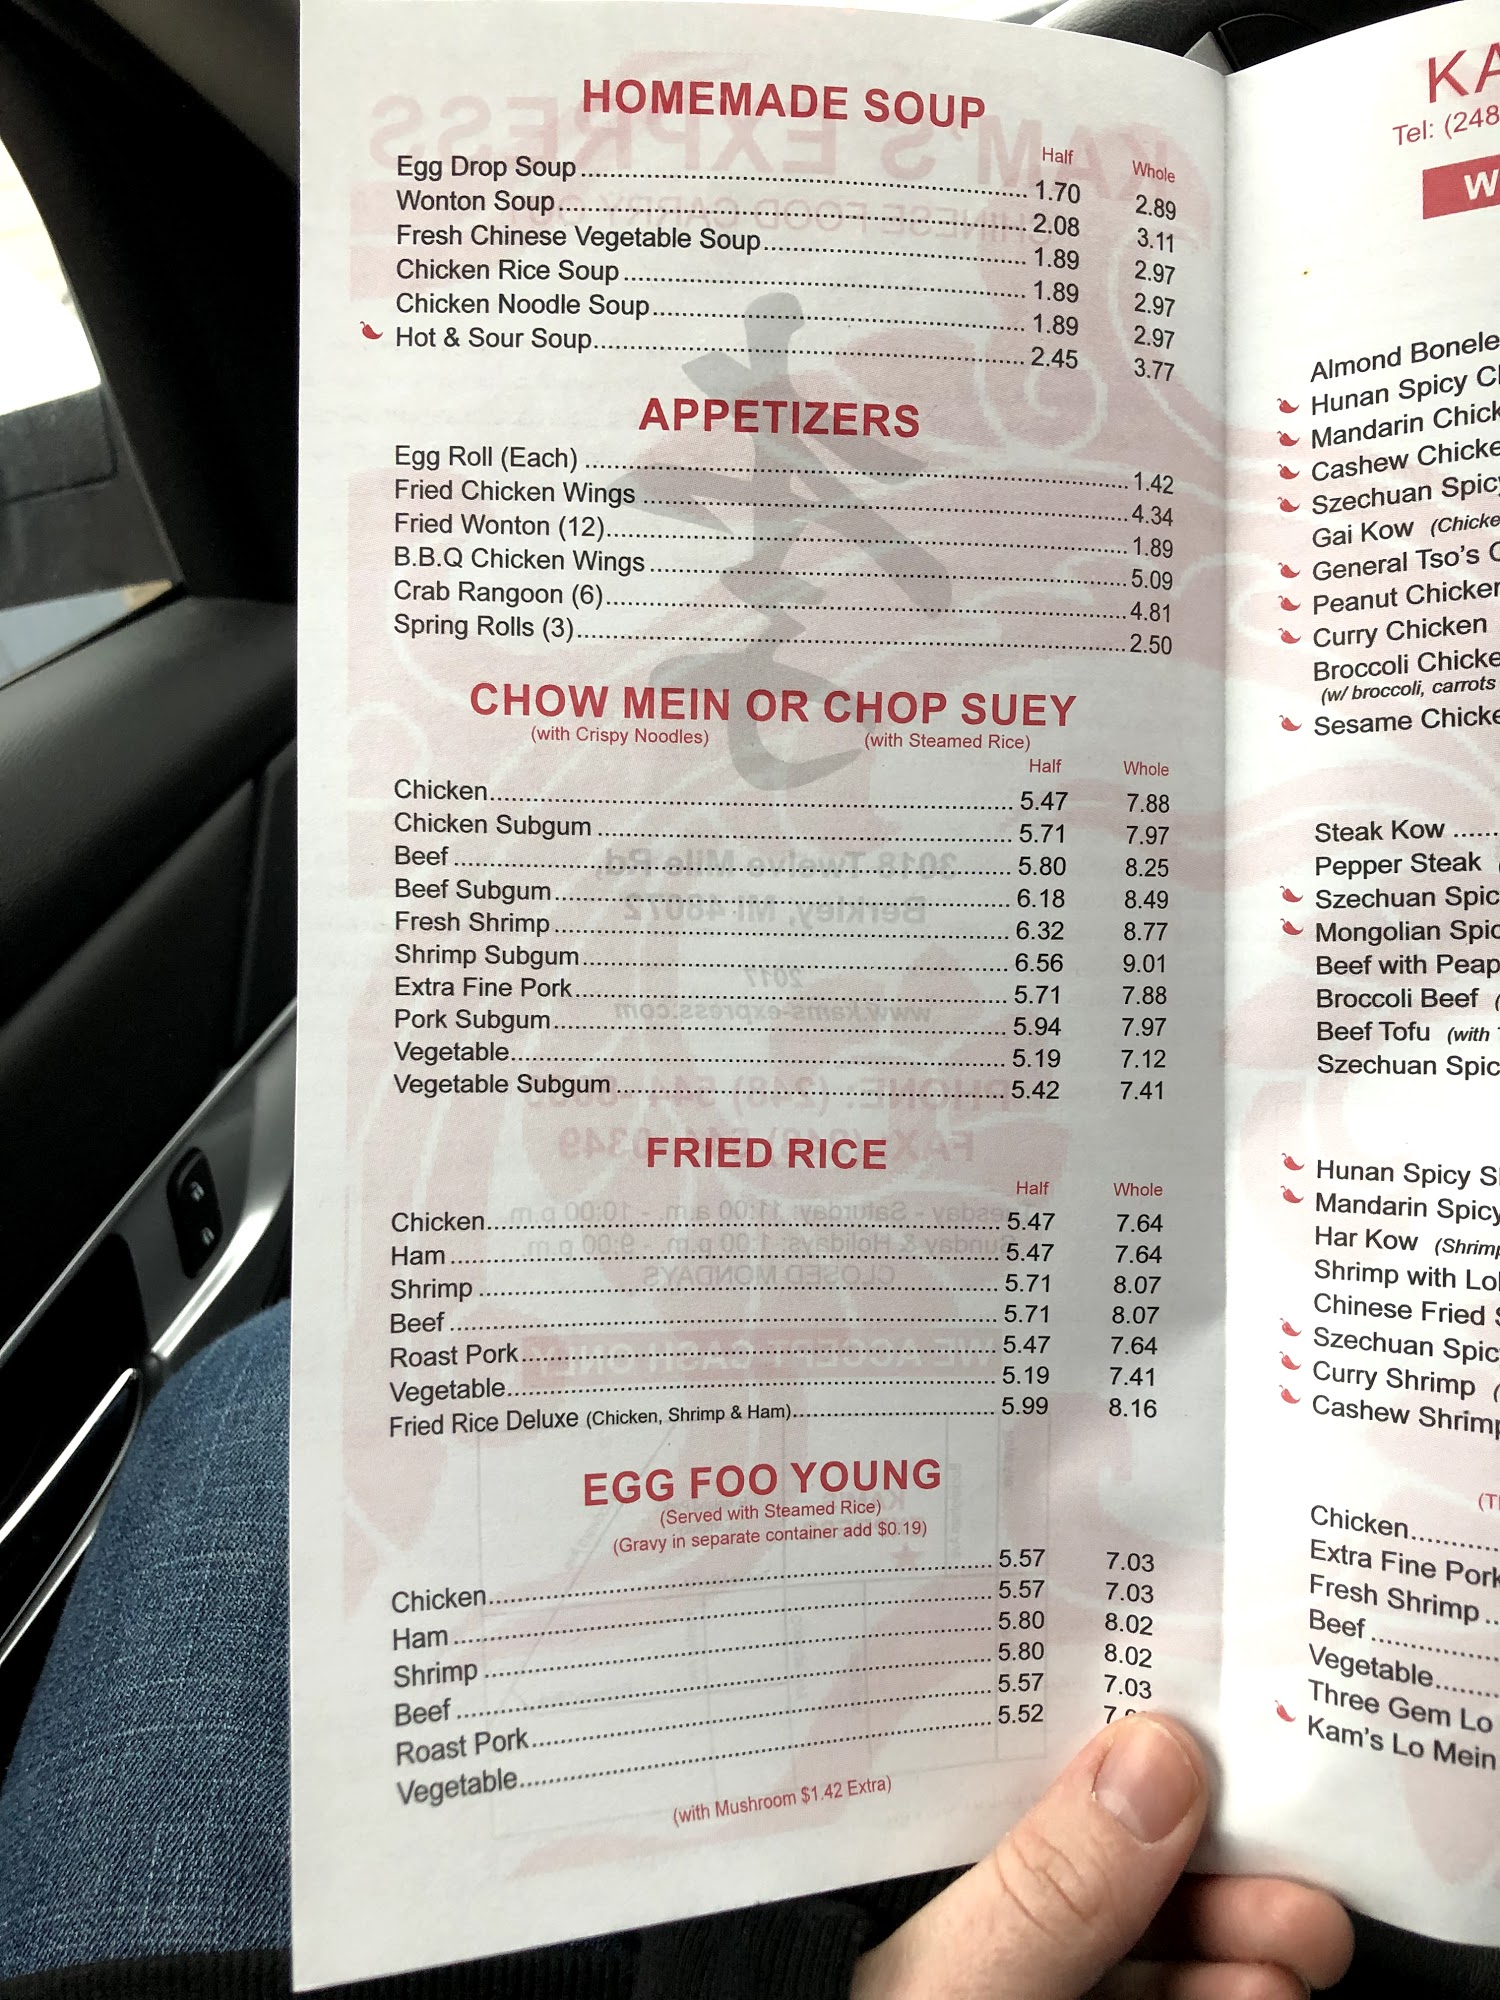 HOMEMADE SOUP
Half Whole
Egg Drop Soup 1.70 2.89
Wonton Soup 2.08 3.11
Fresh Chinese Vegetable Soup 1.89 2.97
Chicken Rice Soup 1.89 2.97
Chicken Noodle Soup 1.89 2.97
Hot & Sour Soup 2.45 3.77
APPETIZERS
Egg Roll (Each) 1.42
Fried Chicken Wings 4.34
Fried Wonton (12) 1.89
B.B.Q Chicken Wings 5.09
Crab Rangoon (6) 4.81
Spring Rolls (3) 2.50
CHOW MEIN OR CHOP SUEY
(with Crispy Noodles) (with Steamed Rice)
Half Whole
Chicken 5.47 7.88
Chicken Subgum 5.71 7.97
Beef 5.80 8.25
Beef Subgum 6.18 8.49
Fresh Shrimp 6.32 8.77
Shrimp Subgum 6.56 9.01
Extra Fine Pork 5.71 7.88
Pork Subgum 5.94 7.97
Vegetable 5.19 7.12
Vegetable Subgum 5.42 7.41
FRIED RICE
Half Whole
Chicken 5.47 7.64
Ham 5.47 7.64
Shrimp 5.71 8.07
Beef 5.71 8.07
Roast Pork 5.47 7.64
Vegetable 5.19 7.41
Fried Rice Deluxe (Chicken, Shrimp & Ham) 5.99 8.16
EGG FOO YOUNG
(Served with Steamed Rice)
(Gravy in separate container add $0.19)
Chicken 5.57 7.03
Ham 5.57 7.03
Shrimp 5.80 8.02
Beef 5.80 8.02
Roast Pork 5.57 7.03
Vegetable 5.52
(with Mushroom $1.42 Extra)
KA
Tel: (248
W
Almond Bonele
Hunan Spicy
Mandarin Chick
Cashew Chicke
Szechuan Spicy
Gai Kow (Chicke
General Tso's
Peanut Chicken
Curry Chicken
Broccoli Chicke
(w/ broccoli, carrots
Sesame Chicke
Steak Kow
Pepper Steak
Szechuan Spic
Mongolian Spic
Beef with Peap
Broccoli Beef (
Beef Tofu (with
Szechuan Spic
Hunan Spicy
Mandarin Spicy
Har Kow (Shrimp
Shrimp with Lo
Chinese Fried
Szechuan Spic
Curry Shrimp (
Cashew Shrimp
Chicken
Extra Fine Pork
Fresh Shrimp
Beef
Vegetable
Three Gem Lo
Kam's Lo Mein